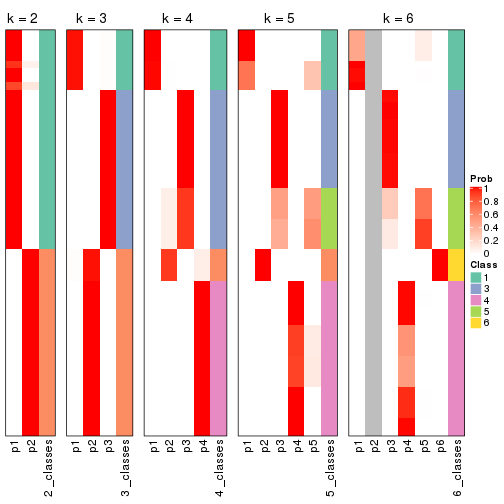 k = 2
k = 3
k = 4
k = 5
k = 6
p1
p2
2_classes
p1
p2
p3
3_classes
p1
p2
p3
p4
4_classes
p1
p2
p3
p4
p5
5_classes
p1
p2
p3
p4
p5
p6
6_classes
Prob
1
0.8
0.6
0.4
0.2
0
Class
1
3
4
5
6